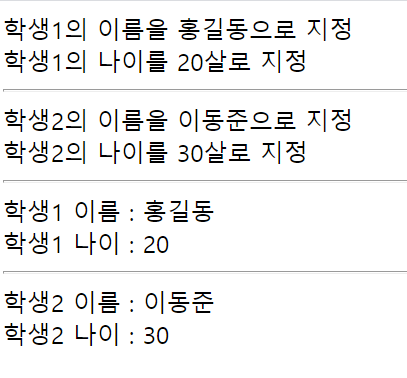 학생1의 이름을 홍길동으로 지정
학생1의 나이를 20살로 지정
학생2의 이름을 이동준으로 지정
학생2의 나이를 30살로 지정
학생1 이름 : 홍길동
학생1 나이 : 20
학생2 이름 : 이동준
학생2 나이 : 30